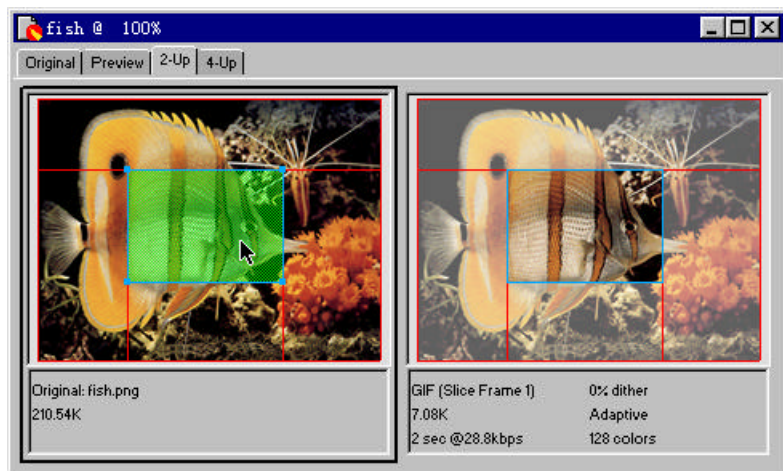 fish @ 100%
Original Preview 2-Up 4-Up
Original: fish.png
210.54K
GIF (Slice Frame 1) 0% dither
7.08K Adaptive
2 sec @28.8kbps 128 colors